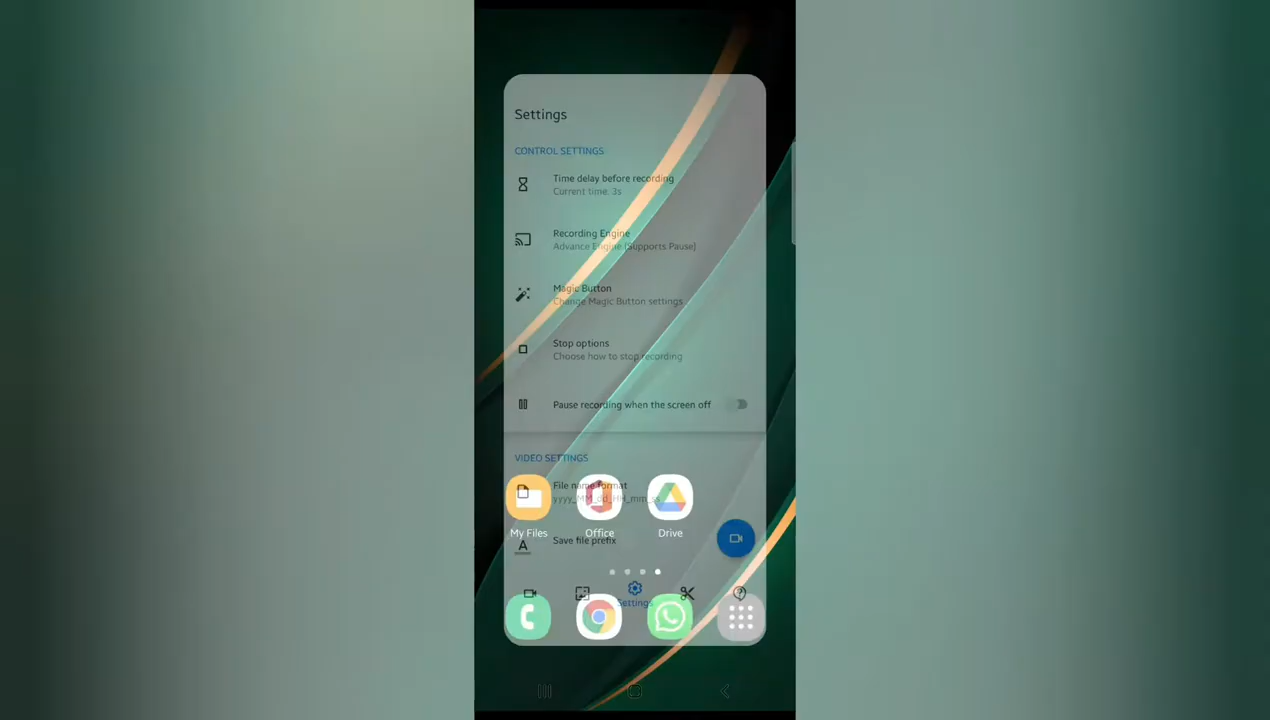 Settings
CONTROL SETTINGS
Time delay before recording
Current time: 3s
Recording Engine
Advance Engine (Supports Pause)
Magic Button
Change Magic Button settings
Stop options
Choose how to stop recording
Pause recording when the screen off
VIDEO SETTINGS
File name format
yyyy_MM_dd_HH_mm_ss
My Files
Office
Drive
Save file prefix
Settings